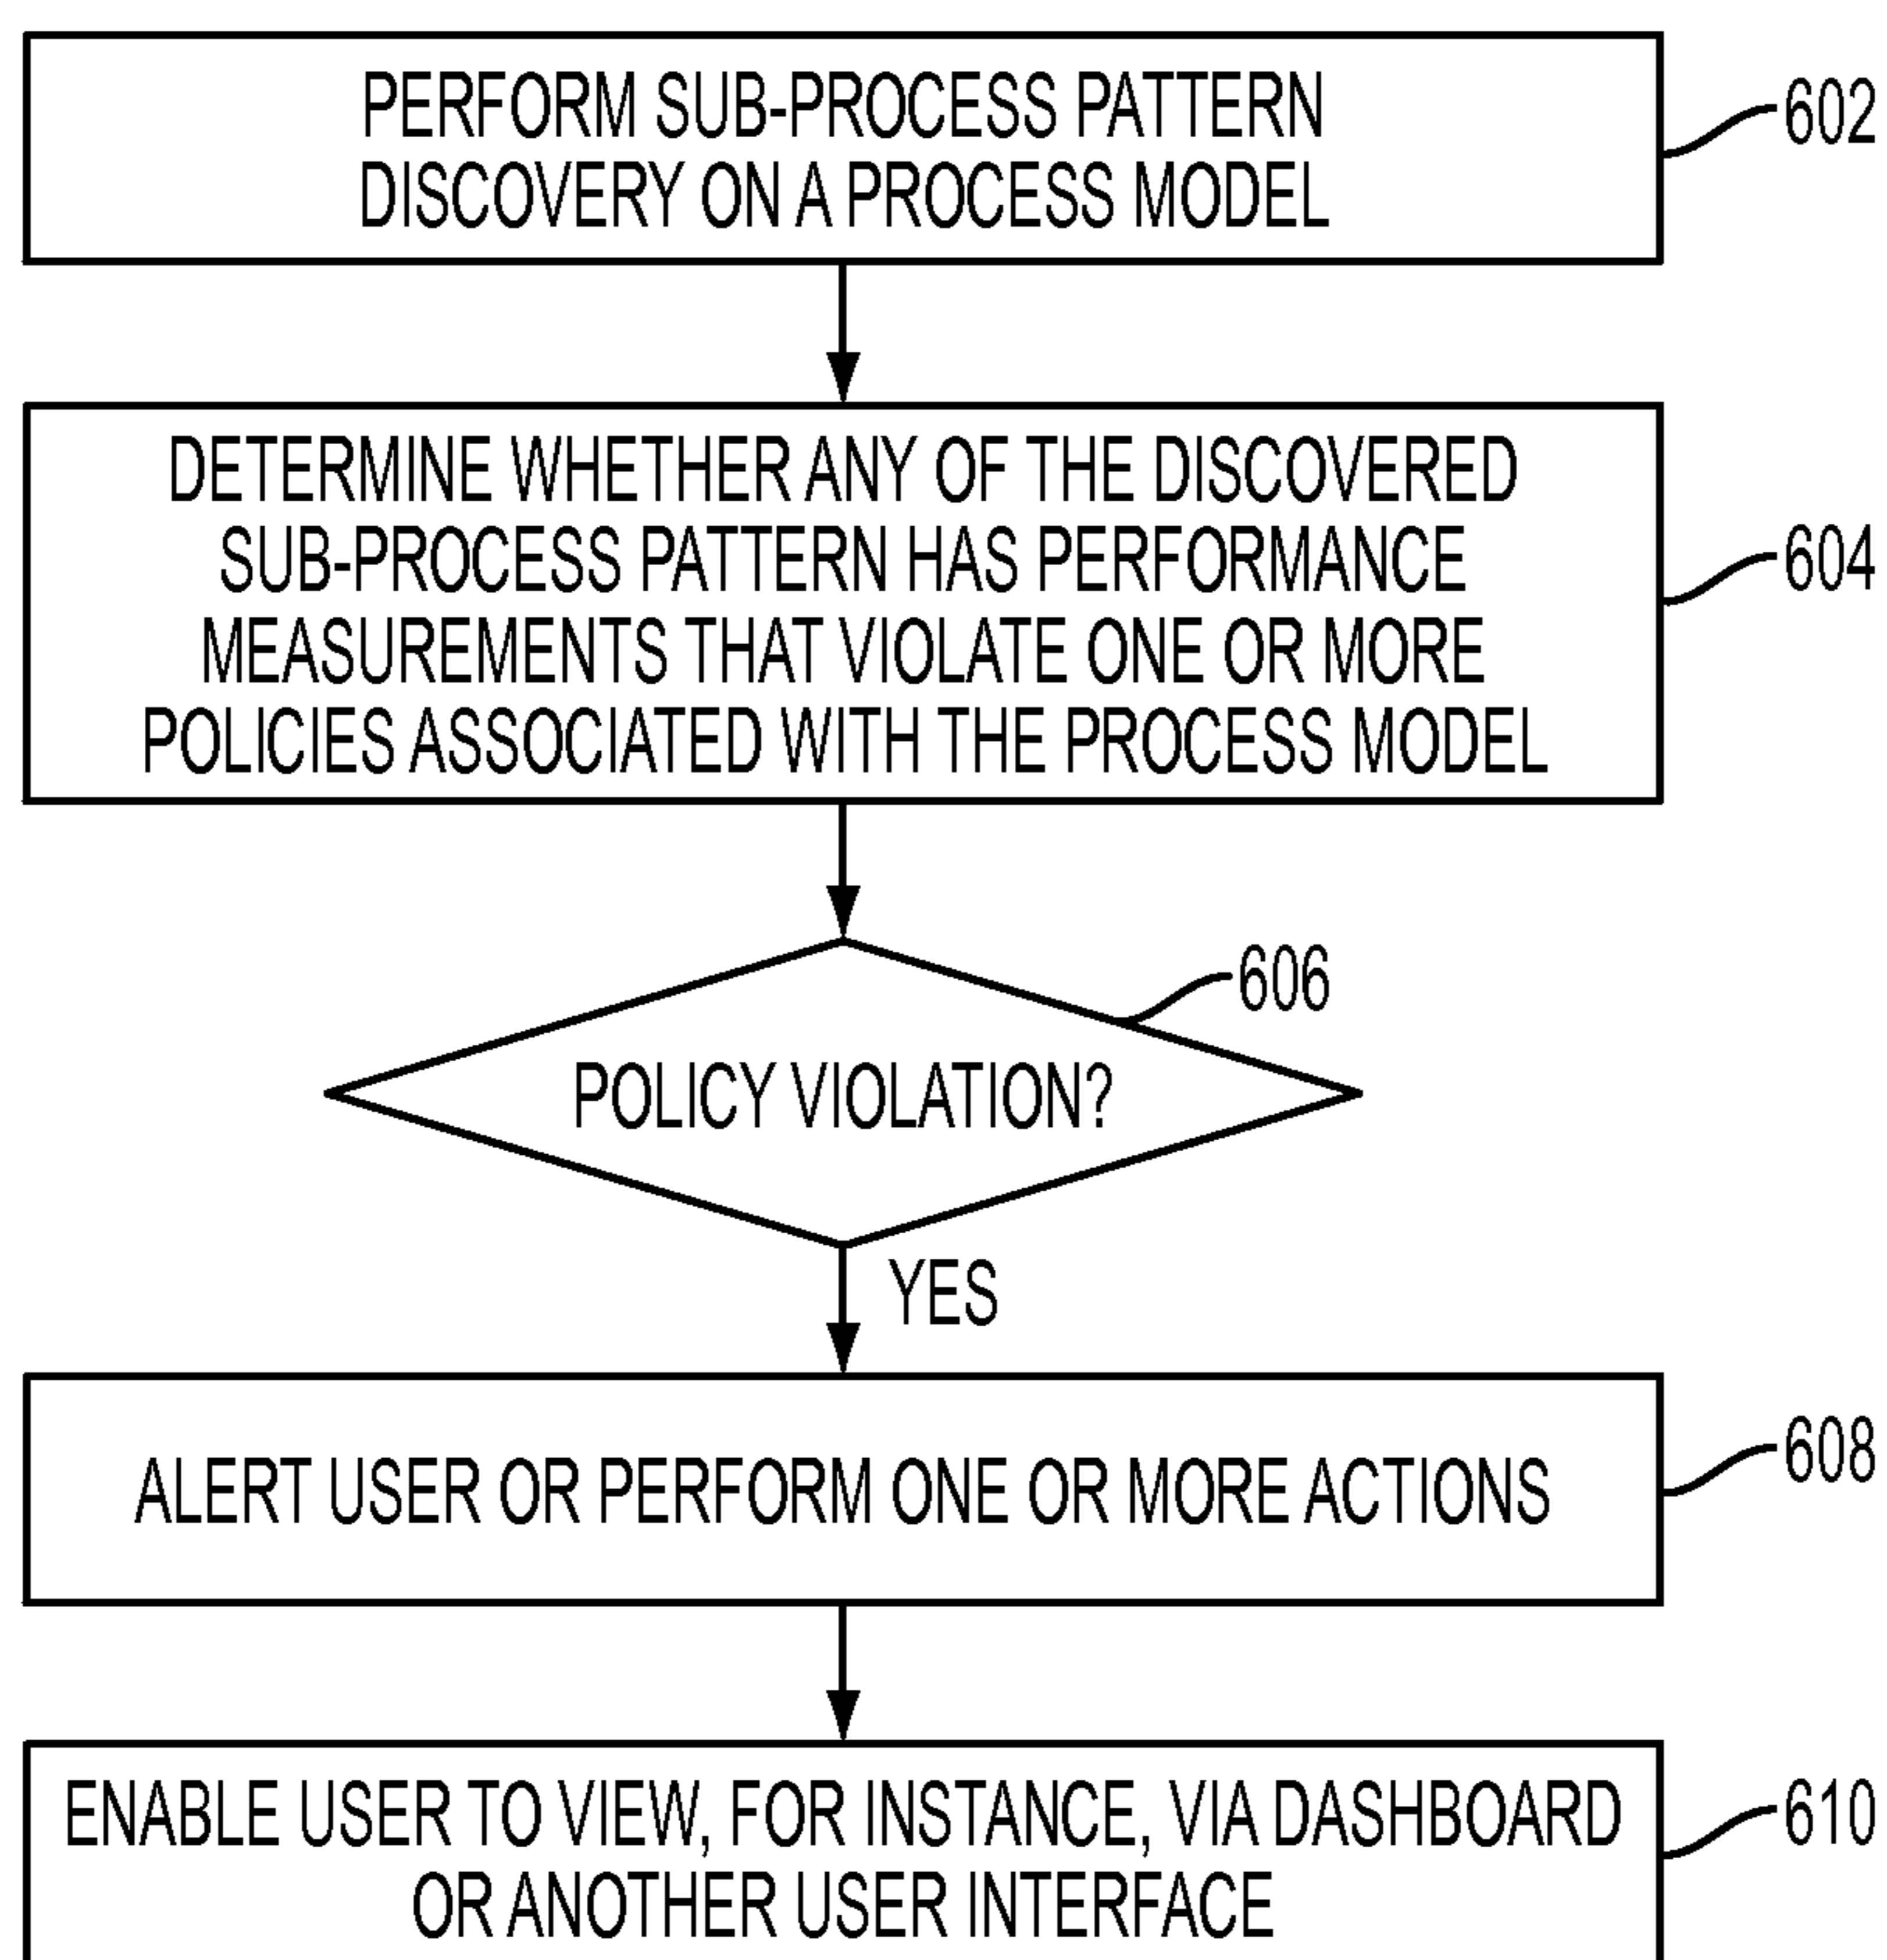 PERFORM SUB-PROCESS PATTERN
DISCOVERY ON A PROCESS MODEL
602
DETERMINE WHETHER ANY OF THE DISCOVERED
SUB-PROCESS PATTERN HAS PERFORMANCE
MEASUREMENTS THAT VIOLATE ONE OR MORE
POLICIES ASSOCIATED WITH THE PROCESS MODEL
604
606
POLICY VIOLATION?
YES
ALERT USER OR PERFORM ONE OR MORE ACTIONS
608
ENABLE USER TO VIEW, FOR INSTANCE, VIA DASHBOARD
OR ANOTHER USER INTERFACE
610